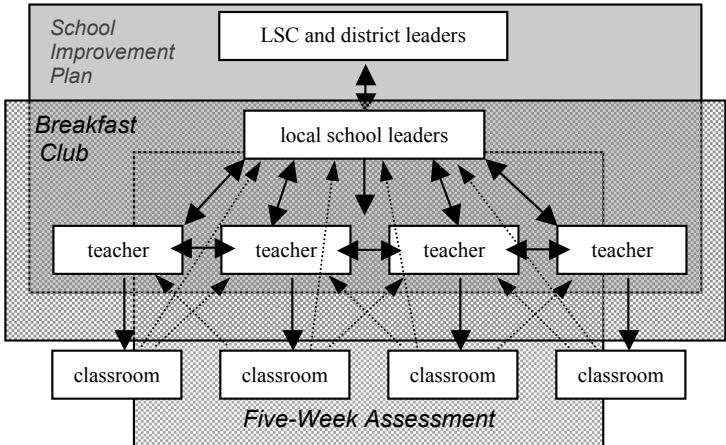 School
Improvement
Plan
LSC and district leaders
Breakfast
Club
local school leaders
teacher
teacher
teacher
teacher
classroom
classroom
classroom
classroom
Five-Week Assessment